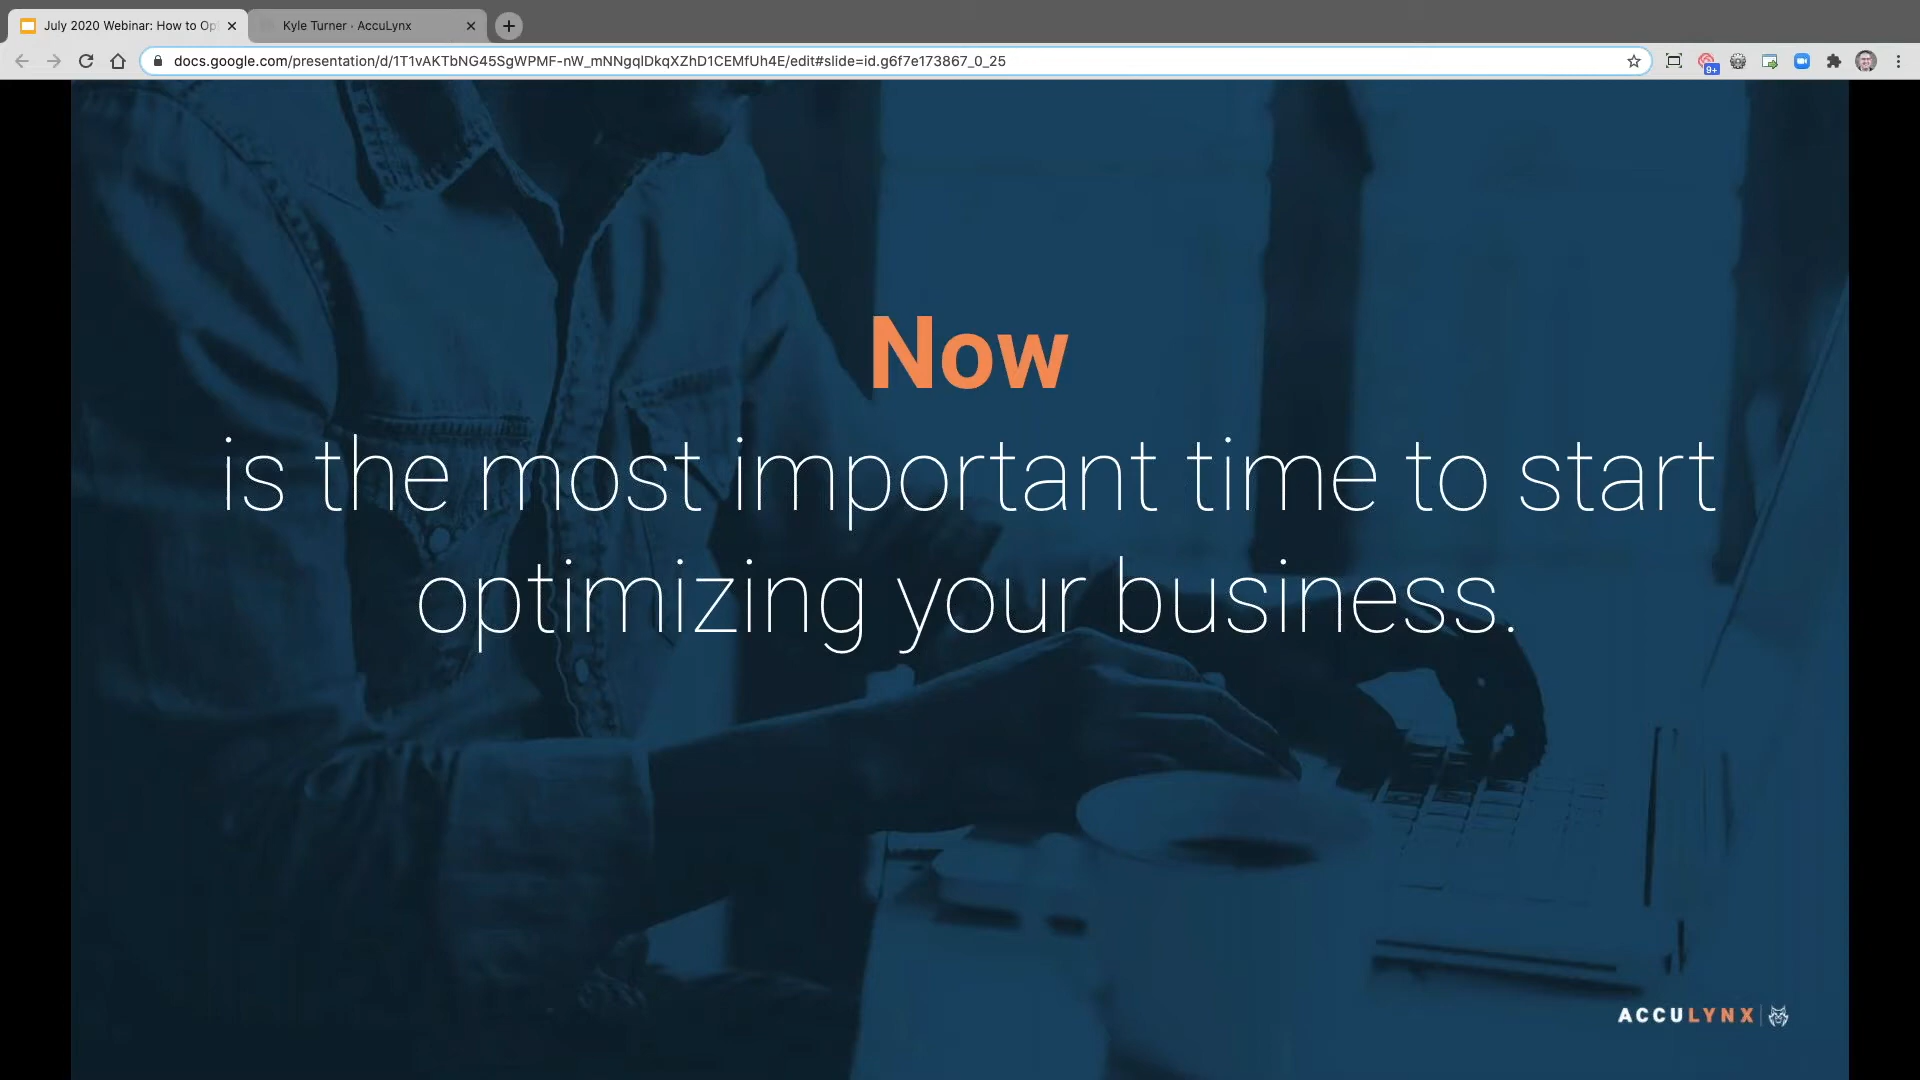 July 2020 Webinar: How to Op
Kyle Turner · AccuLynx
docs.google.com/presentation/d/1T1vAKTbNG45SgWPMF-nW_mNNgqlDkqXZhD1CEMfUh4E/edit#slide=id.g6f7e173867_0_25
9+
Now
is the most important time to start
optimizing your business.
ACCULYNX